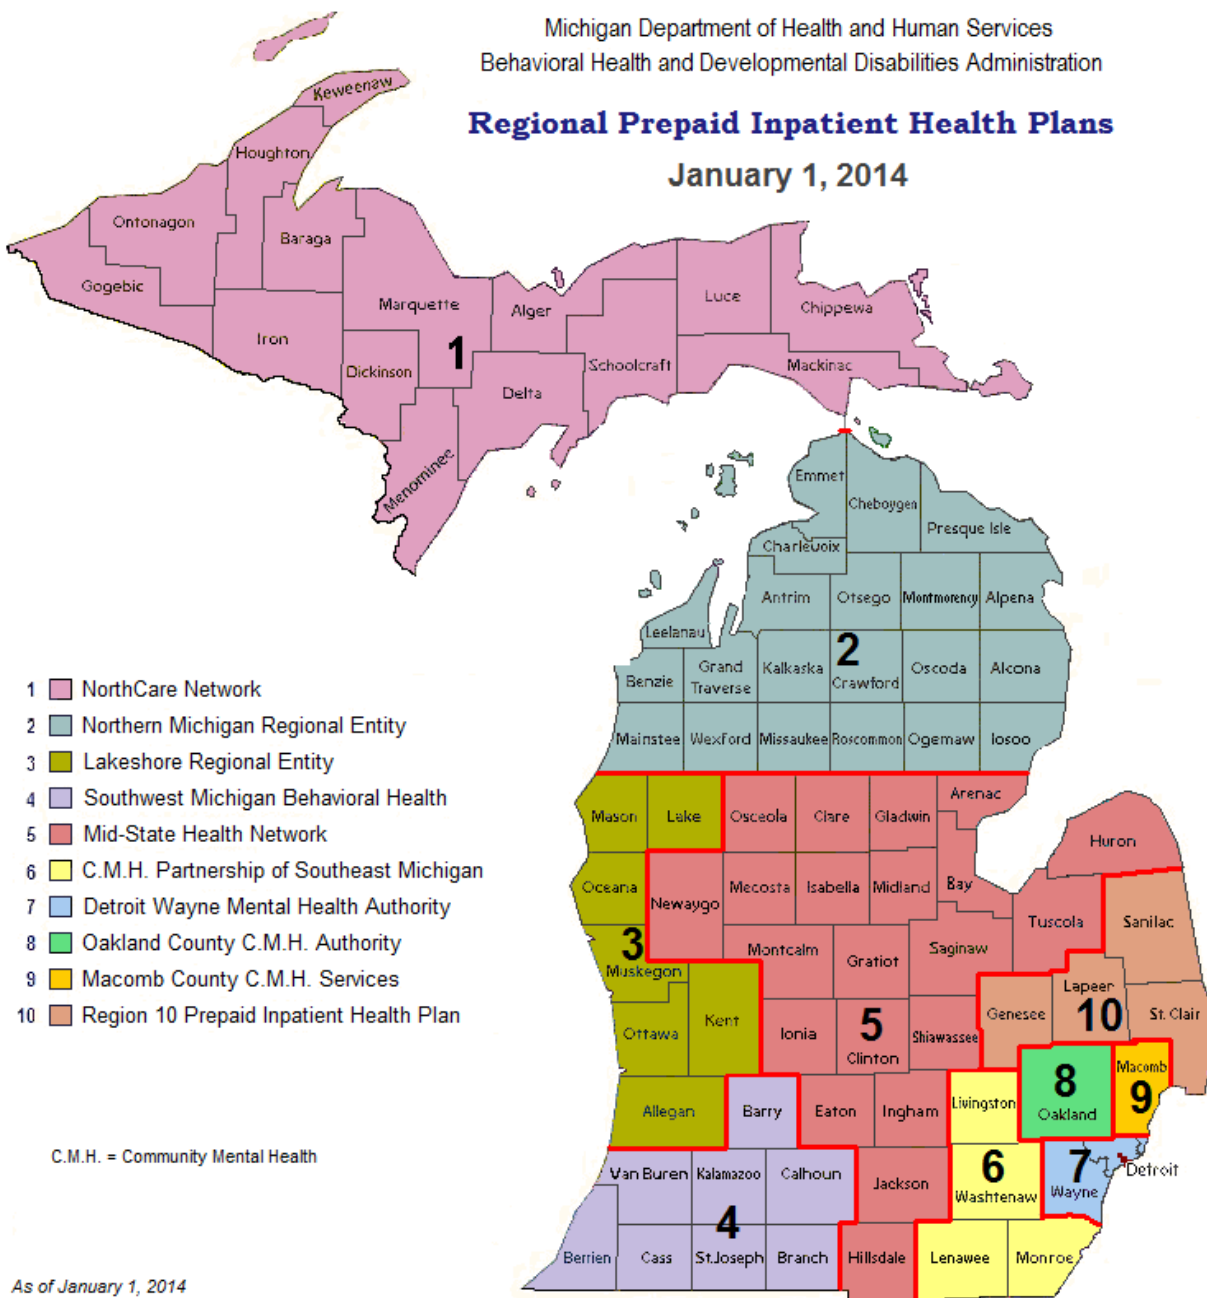 Michigan Department of Health and Human Services
Behavioral Health and Developmental Disabilities Administration
Regional Prepaid Inpatient Health Plans
January 1, 2014
Keweenaw
Houghton
Ontonagon
Baraga
Gogebic
Marquette
Alger
Luce
Chippewa
Iron
1
Dickinson
Schoolcraft
Mackinac
Delta
Menominee
Emmet
Cheboygen
Presque Isle
Charlevoix
Antrim
Otsego
Montmorency
Alpena
Leelanau
2
Benzie
Grand
Traverse
Kalkaska
Crawford
Oscoda
Alcona
Mainstee
Wexford
Missaukee
Roscommon
Ogemaw
Iosoo
1 NorthCare Network
2 Northern Michigan Regional Entity
3 Lakeshore Regional Entity
4 Southwest Michigan Behavioral Health
5 Mid-State Health Network
6 C.M.H. Partnership of Southeast Michigan
7 Detroit Wayne Mental Health Authority
8 Oakland County C.M.H. Authority
9 Macomb County C.M.H. Services
10 Region 10 Prepaid Inpatient Health Plan
Mason
Lake
Osceola
Clare
Gladwin
Arenac
Huron
Oceana
Newaygo
Mecosta
Isabella
Midland
Bay
Tuscola
Sanilac
3
Muskegon
Montcalm
Gratiot
Saginaw
Lapeer
Genesee
10
St. Clair
Ottawa
Kent
Ionia
5
Clinton
Shiawassee
Macomb
8
9
Oakland
Allegan
Barry
Eaton
Ingham
Livingston
C.M.H. = Community Mental Health
Van Buren
Kalamazoo
Calhoun
Jackson
6
Washtenaw
7
Wayne
Detroit
4
Berrien
Cass
St.Joseph
Branch
Hillsdale
Lenawee
Monroe
As of January 1, 2014